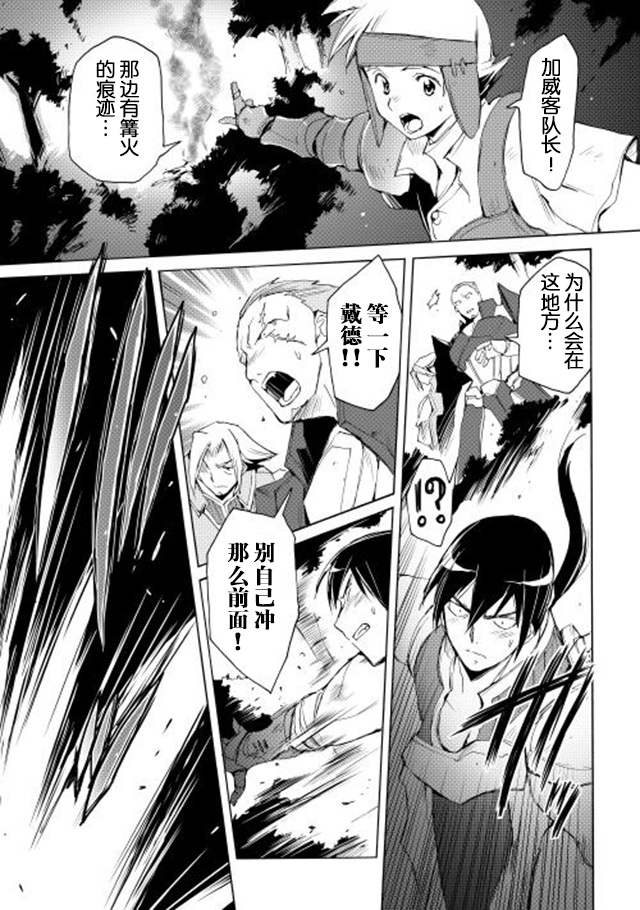 加威客队长！
那边有篝火
的痕迹…
为什么会在
这地方…
等一下
戴德!!
!?
别自己冲
那么前面！